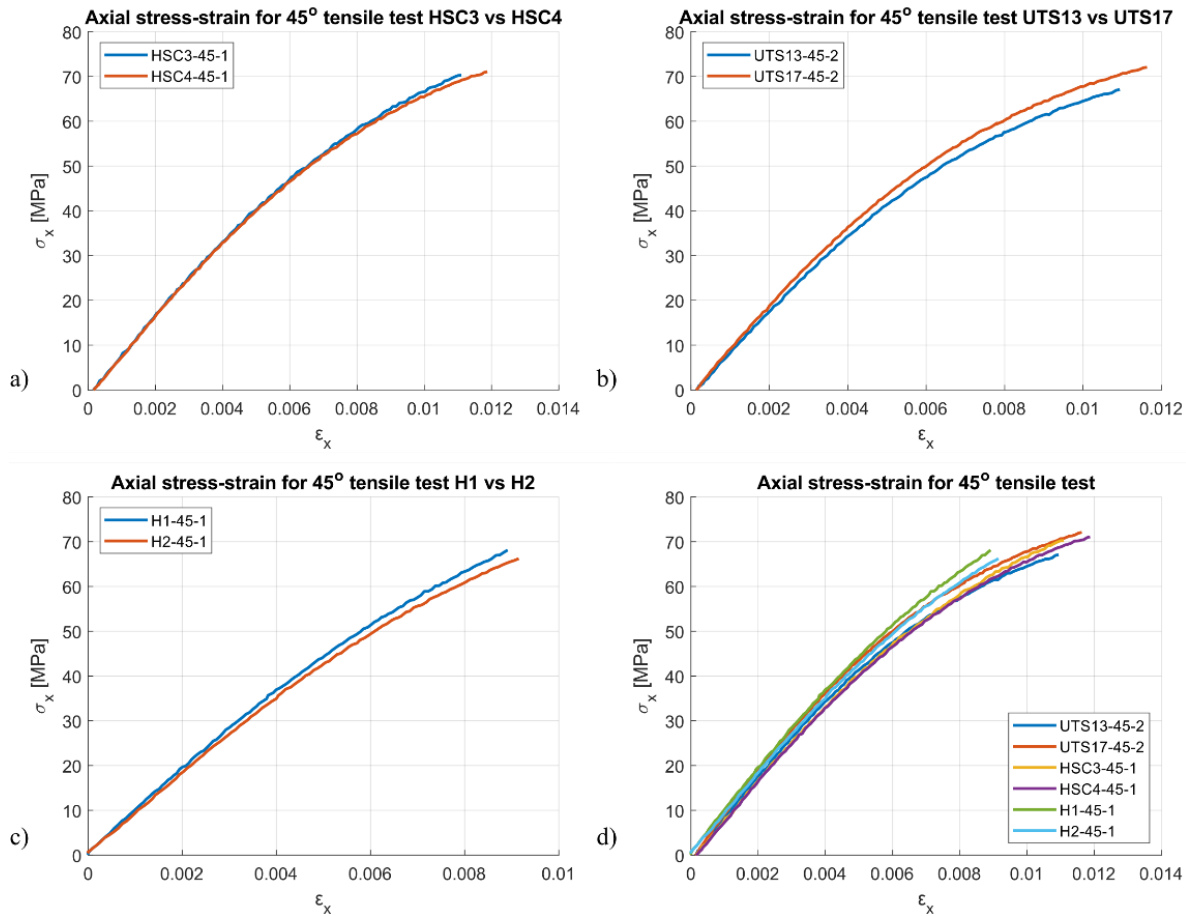 Axial stress-strain for 45° tensile test HSC3 vs HSC4
80
70
60
50
40
30
20
10
0
σx [MPa]
HSC3-45-1
HSC4-45-1
0 0.002 0.004 0.006 0.008 0.01 0.012 0.014
εx
a)
Axial stress-strain for 45° tensile test UTS13 vs UTS17
80
70
60
50
40
30
20
10
0
σx [MPa]
UTS13-45-2
UTS17-45-2
0 0.002 0.004 0.006 0.008 0.01 0.012
εx
b)
Axial stress-strain for 45° tensile test H1 vs H2
80
70
60
50
40
30
20
10
0
σx [MPa]
H1-45-1
H2-45-1
0 0.002 0.004 0.006 0.008 0.01
εx
c)
Axial stress-strain for 45° tensile test
80
70
60
50
40
30
20
10
0
σx [MPa]
UTS13-45-2
UTS17-45-2
HSC3-45-1
HSC4-45-1
H1-45-1
H2-45-1
0 0.002 0.004 0.006 0.008 0.01 0.012 0.014
εx
d)